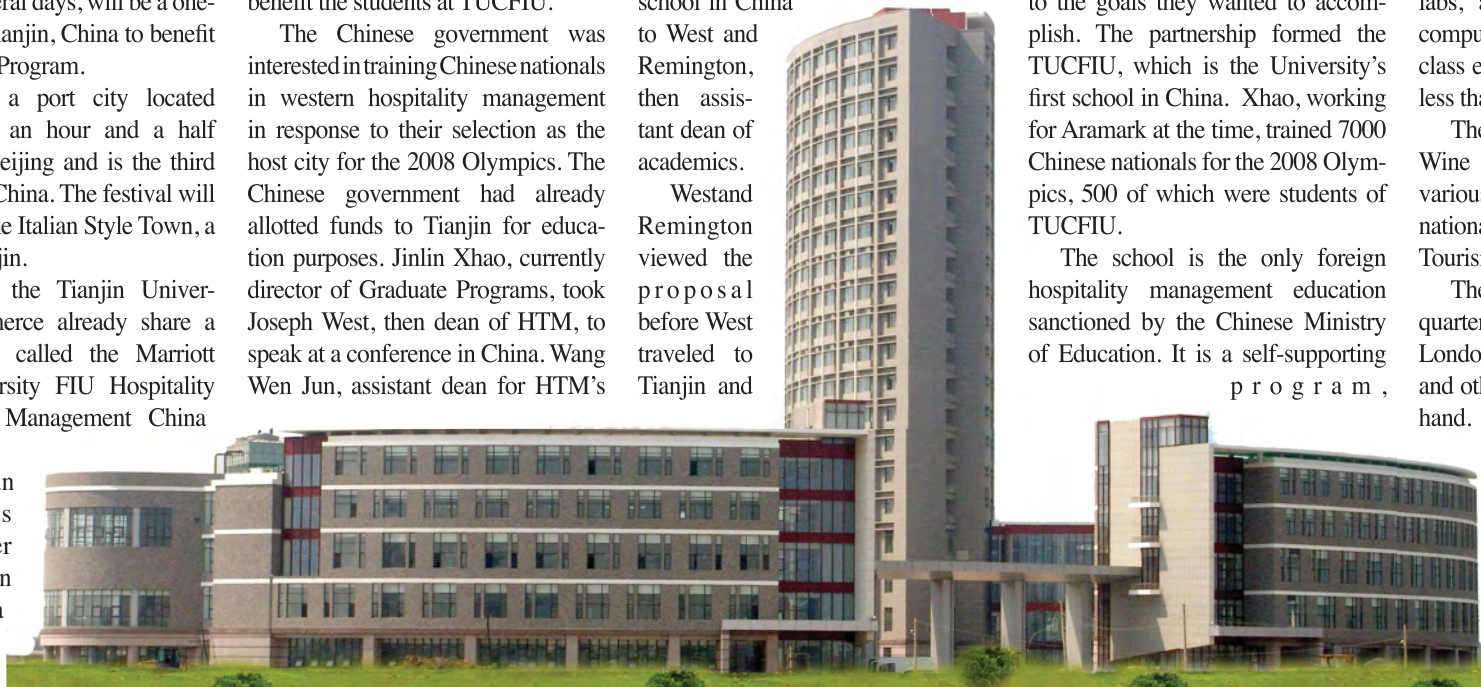 eral days, will be a one-
anjin, China to benefit
Program.
a port city located
an hour and a half
eijing and is the third
China. The festival will
e Italian Style Town, a
jin.
the Tianjin Univer-
merce already share a
called the Marriott
rsity FIU Hospitality
Management China
un
s
er
n
a
benefit the students at TUCFIU.
The Chinese government was
interested in training Chinese nationals
in western hospitality management
in response to their selection as the
host city for the 2008 Olympics. The
Chinese government had already
allotted funds to Tianjin for educa-
tion purposes. Jinlin Xhao, currently
director of Graduate Programs, took
Joseph West, then dean of HTM, to
speak at a conference in China. Wang
Wen Jun, assistant dean for HTM's
school in China
to West and
Remington,
then assis-
tant dean of
academics.
Westand
Remington
viewed the
proposal
before West
traveled to
Tianjin and
to the goals they wanted to accom-
plish. The partnership formed the
TUCFIU, which is the University's
first school in China. Xhao, working
for Aramark at the time, trained 7000
Chinese nationals for the 2008 Olym-
pics, 500 of which were students of
TUCFIU.
The school is the only foreign
hospitality management education
sanctioned by the Chinese Ministry
of Education. It is a self-supporting
program,
labs, a
compu
class e
less tha
The
Wine
variou
nationa
Touris
The
quarter
Londo
and oth
hand.